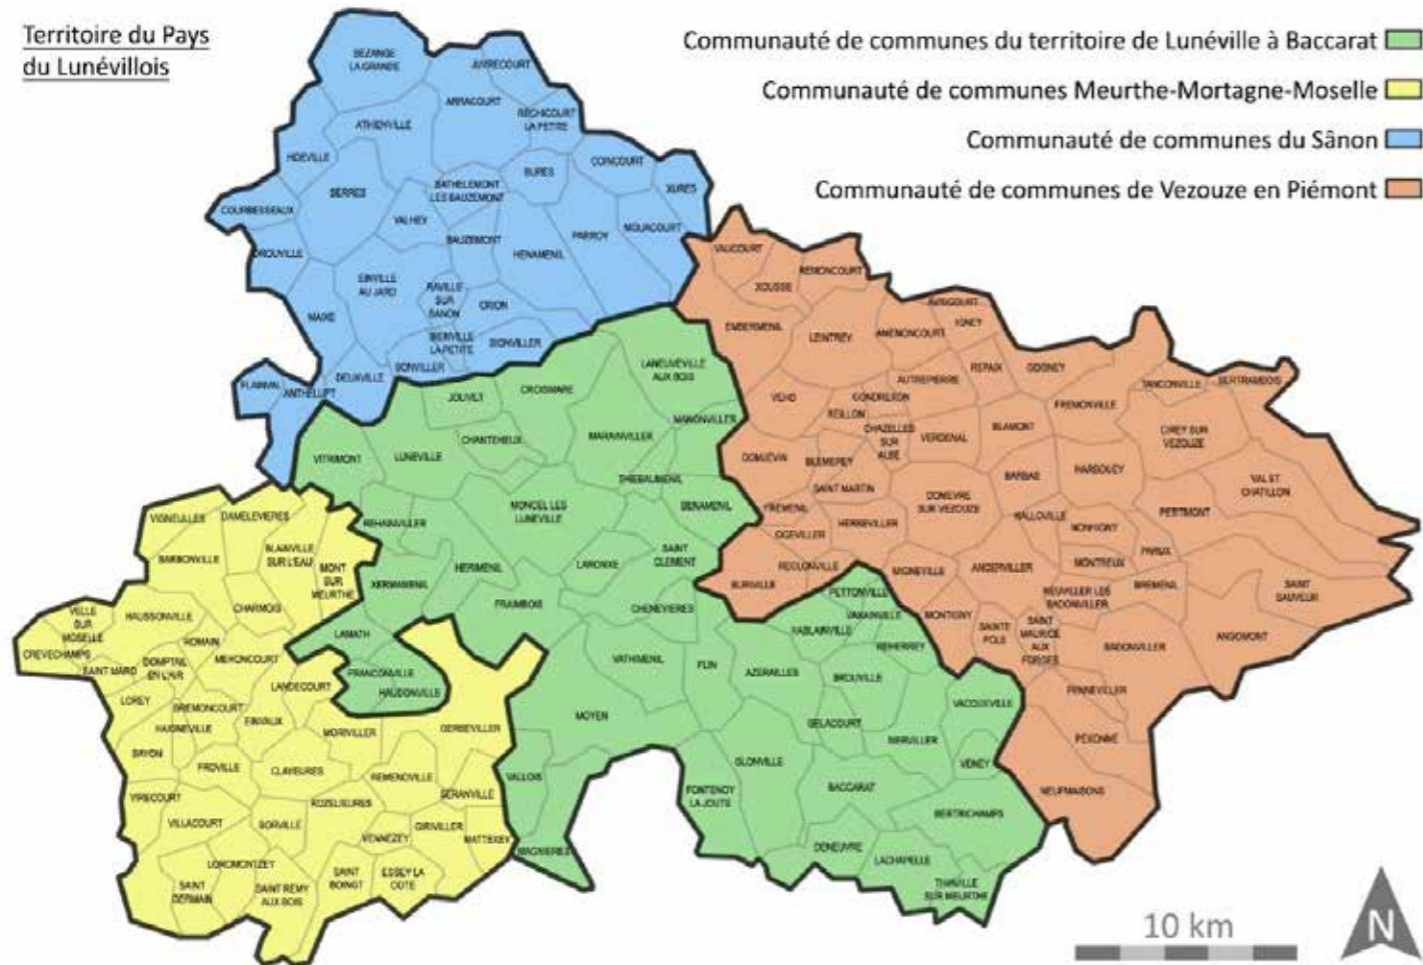 Territoire du Pays
du Lunévillois
Communauté de communes du territoire de Lunéville à Baccarat
Communauté de communes Meurthe-Mortagne-Moselle
Communauté de communes du Sânon
Communauté de communes de Vezouze en Piémont
BEZANGE
LA GRANDE
JUVRECOURT
ARRACOURT
RECHICOURT
LA PETITE
ATHIENVILLE
HOEVILLE
BURES
COINCOURT
XURES
SERRES
BATHELEMONT
LES BAUZEMONT
COURBESSEAUX
VALHEY
MOUACOURT
PARROY
BAUZEMONT
HENAMENIL
DROUVILLE
EINVILLE
AU JARD
RAVILLE
SUR
SANON
CRION
MAIXE
BIENVILLE
LA PETITE
SIONVILLER
BONVILLER
DEUXVILLE
FLAINVAL
ANTHELUPT
VAUCOURT
XOUSSE
REMONCOURT
AVRICOURT
IGNEY
EMBERMENIL
LEINTREY
AMENONCOURT
REPAIX
GOGNEY
AUTREPIERRE
TANCONVILLE
BERTRAMBOIS
VEHO
GONDREXON
REILLON
CHAZELLES
SUR
ALBE
FREMONVILLE
BLAMONT
VERDENAL
CIREY SUR
VEZOUZE
DOMJEVIN
BLEMEREY
BARBAS
HARBOUEY
VAL ET
CHATILLON
SAINT MARTIN
FREMENIL
DOMEVRE
SUR VEZOUZE
HALLOVILLE
NONHIGNY
PETITMONT
OGEVILLER
HERBEVILLER
PARUX
MONTREUX
RECLONVILLE
MIGNEVILLE
ANCERVILLER
BREMENIL
BURIVILLE
NEUVILLER LES
BADONVILLER
SAINT
SAUVEUR
MONTIGNY
SAINTE
POLE
SAINT
MAURICE
AUX
FORGES
BADONVILLER
ANGOMONT
FENNEVILLER
PEXONNE
NEUFMAISONS
LANEUVEVILLE
AUX BOIS
CROISMARE
JOLIVET
MANONVILLER
CHANTEHEUX
MARAINVILLER
VITRIMONT
LUNEVILLE
THIEBAUMENIL
MONCEL LES
LUNEVILLE
BENAMENIL
REHAINVILLER
SAINT
CLEMENT
HERIMENIL
LARONXE
XERMAMENIL
FRAIMBOIS
CHENEVIERES
PETTONVILLE
VAXAINVILLE
HABLAINVILLE
REHERREY
LAMATH
FRANCONVILLE
HAUDONVILLE
VATHIMENIL
FLIN
AZERAILLES
BROUVILLE
VACQUEVILLE
MOYEN
GELACOURT
MERVILLER
VENEY
GLONVILLE
VALLOIS
FONTENOY
LA JOUTE
BACCARAT
BERTRICHAMPS
MAGNIERES
DENEUVRE
LACHAPELLE
THIAVILLE
SUR MEURTHE
VIGNEULLES
DAMELEVIERES
BARBONVILLE
BLAINVILLE
SUR L'EAU
MONT
SUR
MEURTHE
CHARMOIS
VELLE
SUR
MOSELLE
HAUSSONVILLE
CREVECHAMPS
ROMAIN
SAINT MARD
DOMPTAIL
EN L'AIR
MEHONCOURT
LANDECOURT
LOREY
BREMONCOURT
EINVAUX
HAIGNEVILLE
MORIVILLER
GERBEVILLER
BAYON
FROVILLE
CLAYEURES
REMENOVILLE
SERANVILLE
VIRECOURT
ROZELIEURES
VILLACOURT
BORVILLE
GIRIVILLER
VENNEZEY
MATTEXEY
LOROMONTZEY
SAINT
GERMAIN
SAINT REMY
AUX BOIS
SAINT
BOINGT
ESSEY LA
COTE
10 km
N